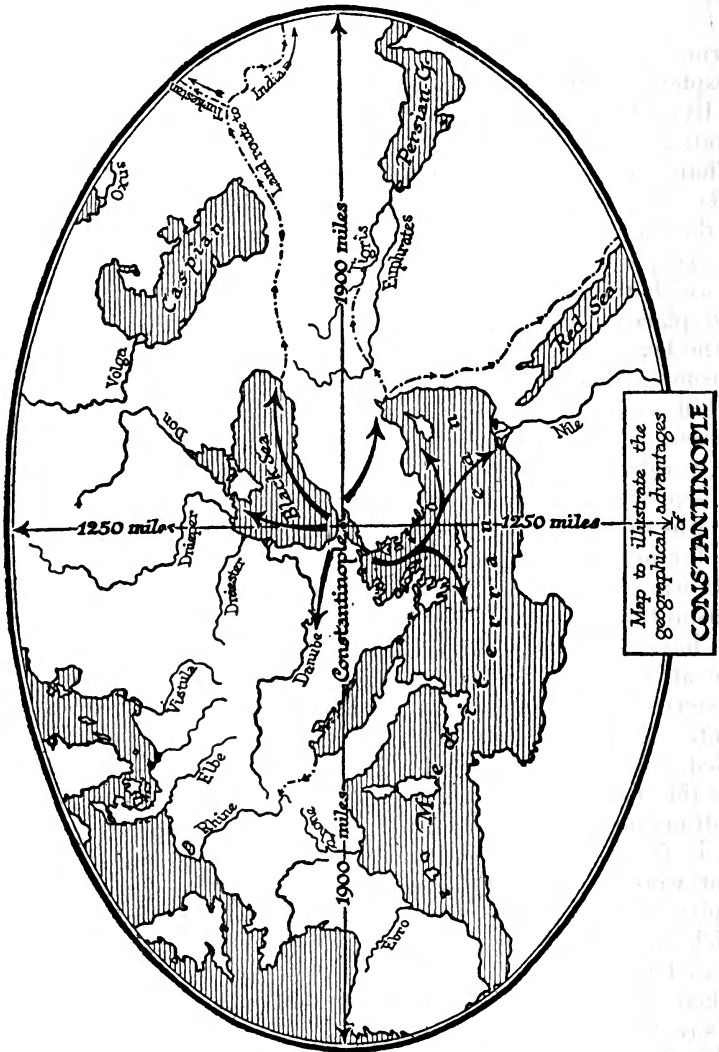 Turkestan
Land route to
India
Oxus
Caspian
Volga
Don
Dnieper
Dniester
Black Sea
1250 miles
Vistula
Elbe
Rhine
Rhone
Danube
Constantinople
1900 miles
Ebro
1900 miles
Tigris
Euphrates
Persian G.
Red Sea
Nile
Mediterranean
1250 miles
Map to illustrate the
geographical advantages
of
CONSTANTINOPLE